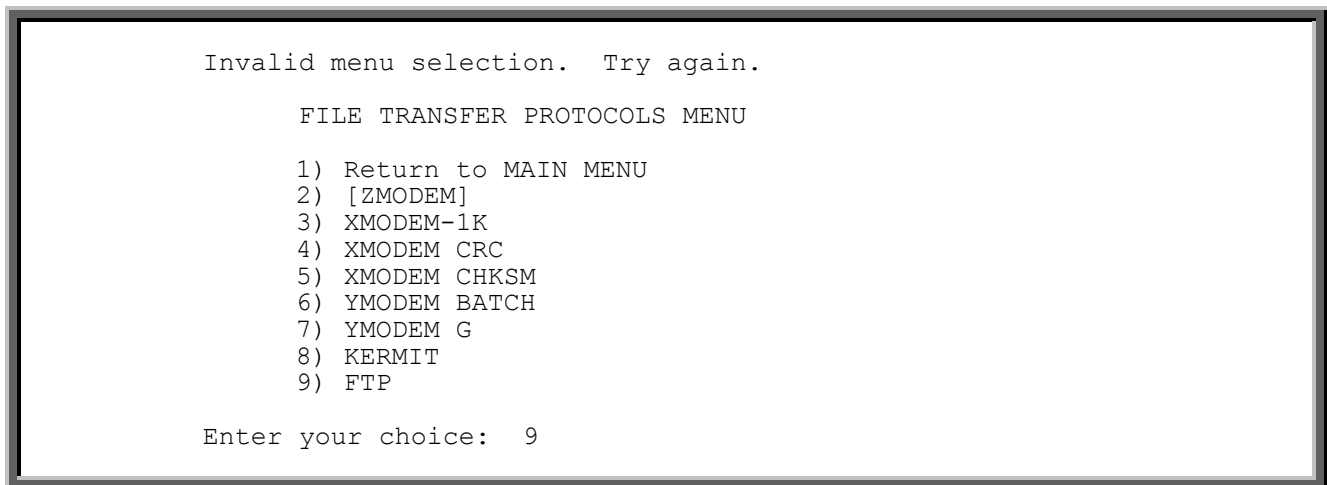 Invalid menu selection.  Try again.
FILE TRANSFER PROTOCOLS MENU
1) Return to MAIN MENU
2) [ZMODEM]
3) XMODEM-1K
4) XMODEM CRC
5) XMODEM CHKSM
6) YMODEM BATCH
7) YMODEM G
8) KERMIT
9) FTP
Enter your choice:  9